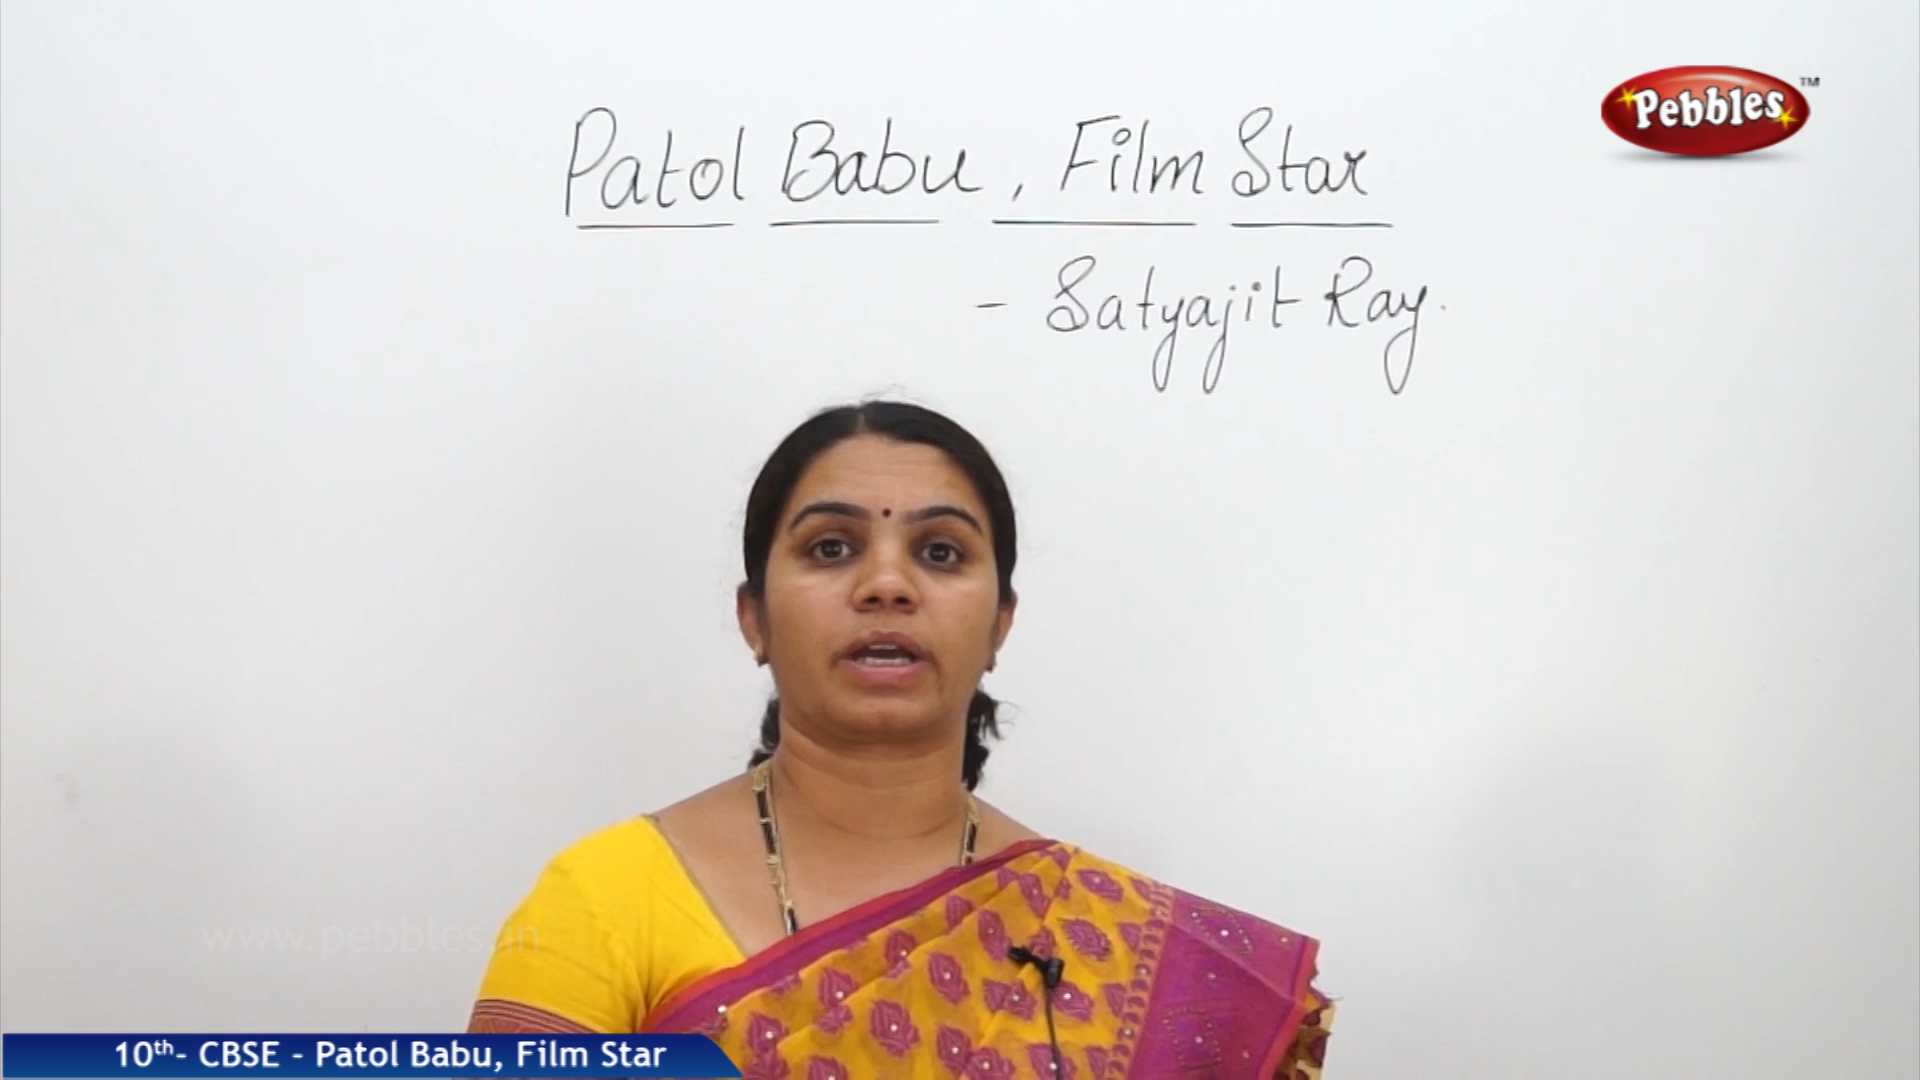 Pebbles TM
Patol Babu, Film Star
- Satyajit Ray.
www.pebbles.in
10th- CBSE - Patol Babu, Film Star